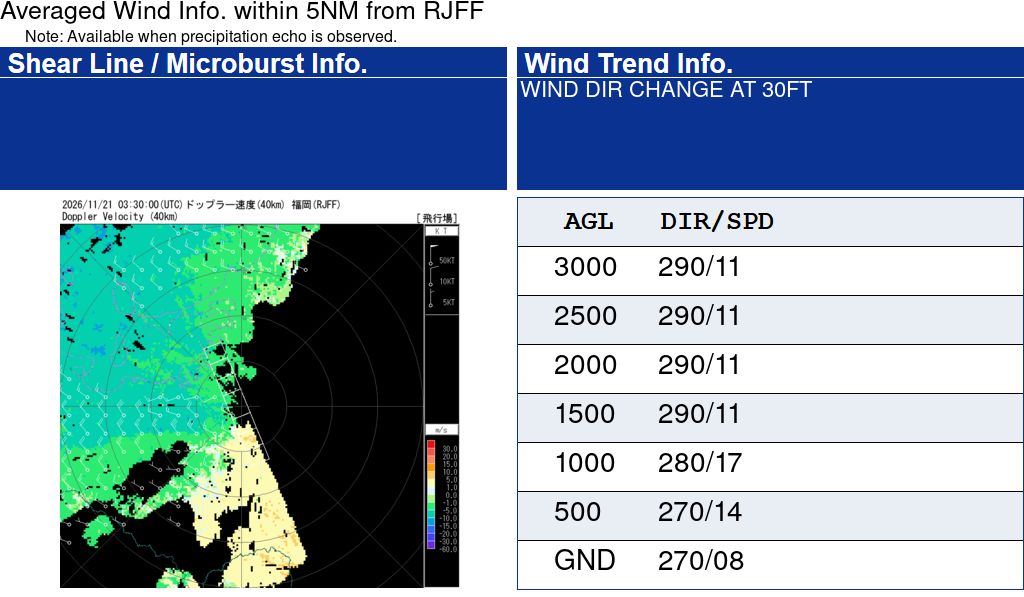 Averaged Wind Info. within 5NM from RJFF
Note: Available when precipitation echo is observed.
Shear Line / Microburst Info.
Wind Trend Info.
WIND DIR CHANGE AT 30FT
2026/11/21 03:30:00(UTC) ドップラー速度(40km) 福岡(RJFF)
Doppler Velocity (40km)
[飛行場]
KT
50KT
10KT
5KT
m/s
30.0
20.0
15.0
10.0
5.0
1.0
0.0
-1.0
-5.0
-10.0
-15.0
-20.0
-30.0
-60.0
AGL DIR/SPD
3000 290/11
2500 290/11
2000 290/11
1500 290/11
1000 280/17
500 270/14
GND 270/08